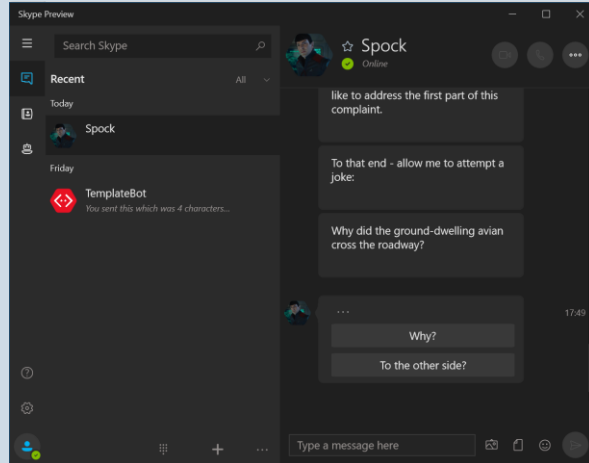 Skype Preview
Search Skype
Recent
All
Today
Spock
Friday
TemplateBot
You sent this which was 4 characters...
Spock
Online
like to address the first part of this
complaint.
To that end - allow me to attempt a
joke:
Why did the ground-dwelling avian
cross the roadway?
...
17:49
Why?
To the other side?
Type a message here